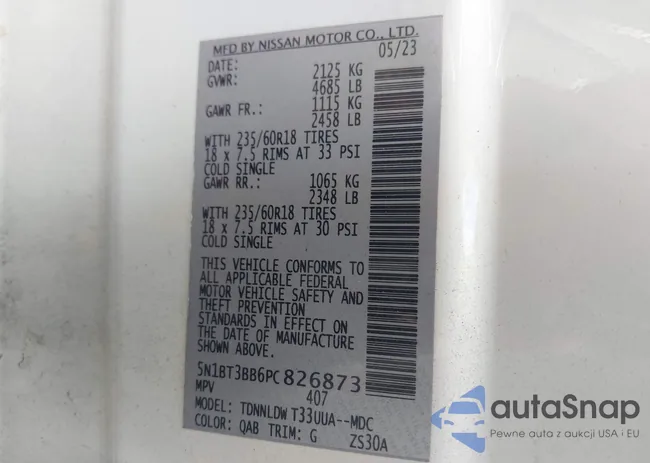 MFD BY NISSAN MOTOR CO., LTD.
DATE: 05/23
GVWR: 2125 KG
4685 LB
GAWR FR.: 1115 KG
2458 LB
WITH 235/60R18 TIRES
18 x 7.5 RIMS AT 33 PSI
COLD SINGLE
GAWR RR.: 1065 KG
2348 LB
WITH 235/60R18 TIRES
18 x 7.5 RIMS AT 30 PSI
COLD SINGLE
THIS VEHICLE CONFORMS TO
ALL APPLICABLE FEDERAL
MOTOR VEHICLE SAFETY AND
THEFT PREVENTION
STANDARDS IN EFFECT ON
THE DATE OF MANUFACTURE
SHOWN ABOVE.
5N1BT3BB6PC826873
MPV 407
MODEL: TDNNLDW T33UUA--MDC
COLOR: QAB TRIM: G ZS30A
autoSnap
Pewne auta z aukcji USA i EU